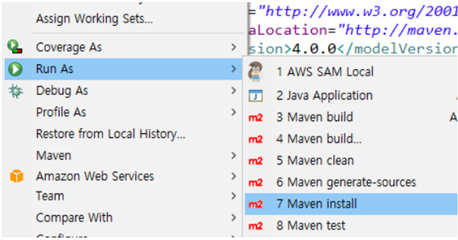 Assign Working Sets...
Coverage As
Run As
Debug As
Profile As
Restore from Local History...
Maven
Amazon Web Services
Team
Compare With
="http://www.w3.org/2001
aLocation="http://maven.
sion>4.0.0</modelVersion
1 AWS SAM Local
2 Java Application
m2 3 Maven build
m2 4 Maven build...
m2 5 Maven clean
m2 6 Maven generate-sources
m2 7 Maven install
m2 8 Maven test